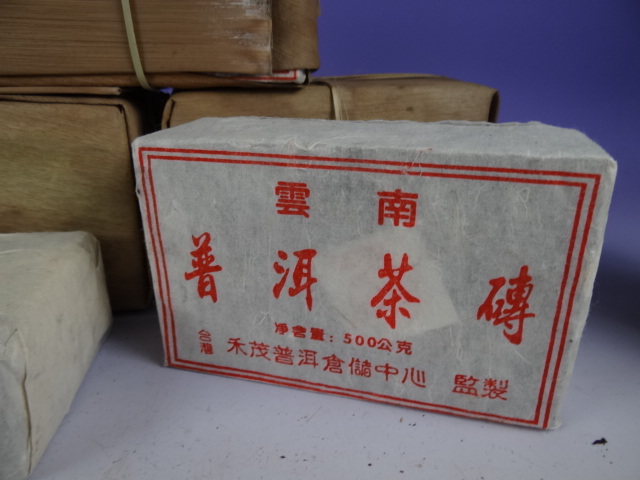 雲南
普洱茶磚
净含量：500公克
台灣 禾茂普洱倉儲中心 監製